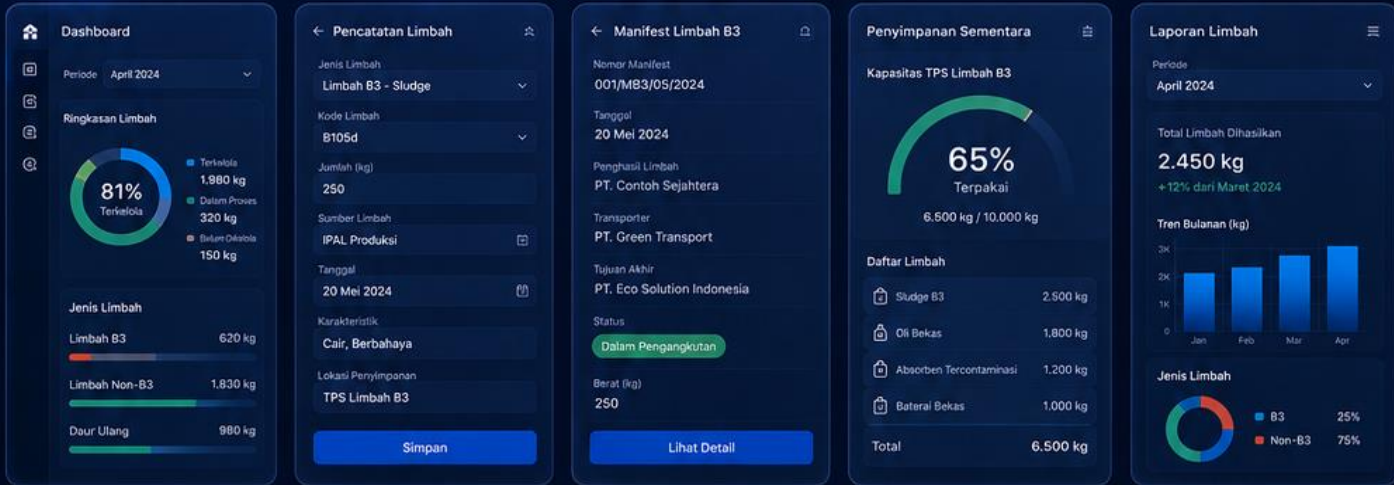 Dashboard
Periode April 2024
Ringkasan Limbah
81%
Terkelola
Terkelola
1,980 kg
Dalam Proses
320 kg
150 kg
Jenis Limbah
Limbah B3 620 kg
Limbah Non-B3 1.830 kg
Daur Ulang 980 kg
Pencatatan Limbah
Jenis Limbah
Limbah B3 - Sludge
Kode Limbah
B105d
Jumlah (kg)
250
Sumber Limbah
IPAL Produksi
Tanggal
20 Mei 2024
Karakteristik
Cair, Berbahaya
Lokasi Penyimpanan
TPS Limbah B3
Simpan
Manifest Limbah B3
Nomor Manifest
001/MB3/05/2024
Tanggal
20 Mei 2024
Penghasil Limbah
PT. Contoh Sejahtera
Transporter
PT. Green Transport
Tujuan Akhir
PT. Eco Solution Indonesia
Status
Dalam Pengangkutan
Berat (kg)
250
Lihat Detail
Penyimpanan Sementara
Kapasitas TPS Limbah B3
65%
Terpakai
6.500 kg / 10.000 kg
Daftar Limbah
Sludge B3 2.500 kg
Oli Bekas 1.800 kg
Absorben Tercontaminasi 1.200 kg
Baterai Bekas 1.000 kg
Total 6.500 kg
Laporan Limbah
Periode
April 2024
Total Limbah Dihasilkan
2.450 kg
+12% dari Maret 2024
Tren Bulanan (kg)
3K
2K
1K
0
Jan Feb Mar Apr
Jenis Limbah
B3 25%
Non-B3 75%